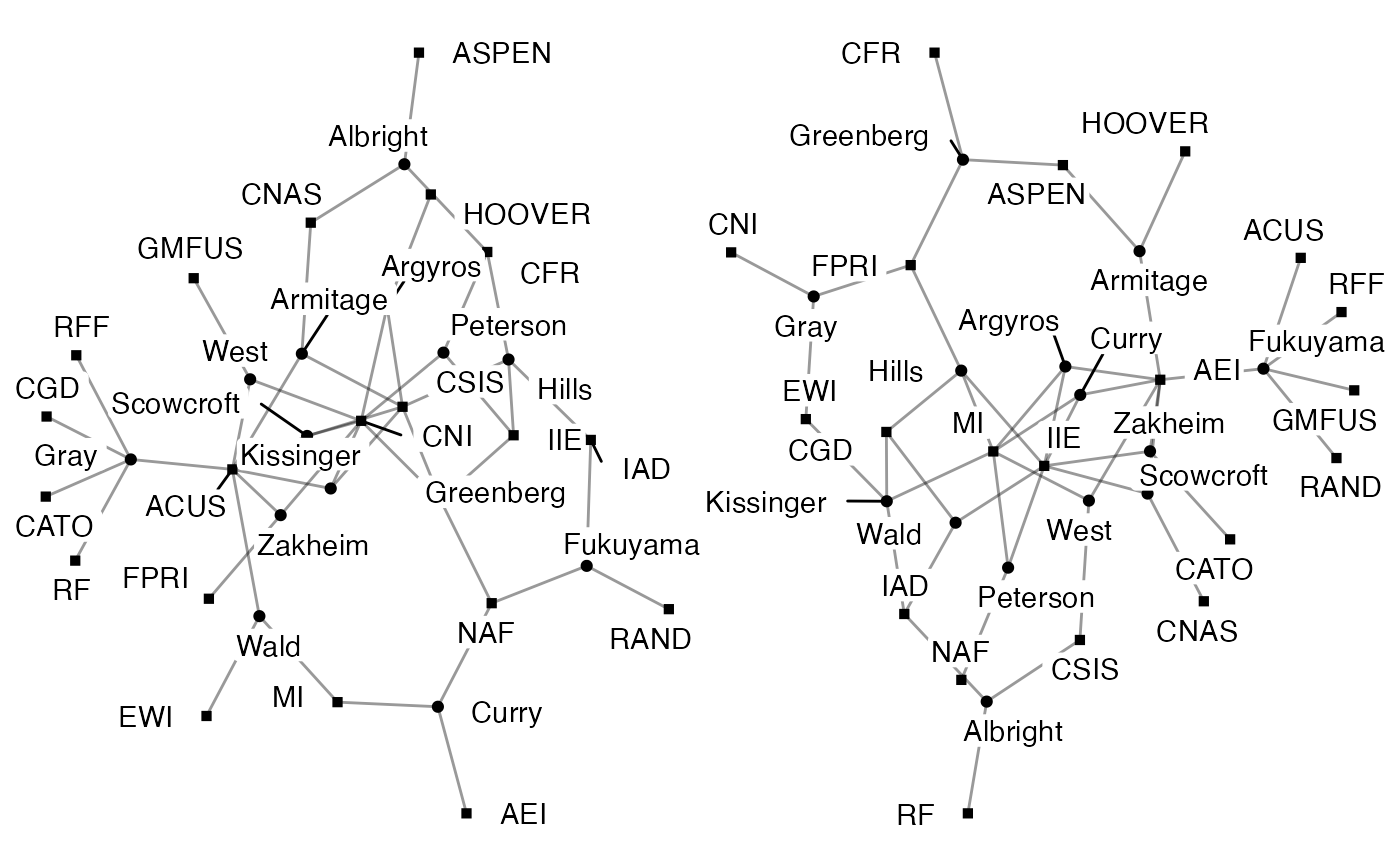 ASPEN
Albright
CNAS
HOOVER
GMFUS
Argyros
CFR
Armitage
RFF
Peterson
West
CGD
CSIS
Hills
Scowcroft
CNI
IIE
Gray
Kissinger
IAD
ACUS
Greenberg
CATO
Zakheim
Fukuyama
FPRI
RF
NAF
RAND
Wald
MI
EWI
Curry
AEI
CFR
HOOVER
Greenberg
ASPEN
CNI
ACUS
FPRI
Armitage
RFF
Gray
Argyros
Curry
Fukuyama
Hills
AEI
EWI
MI
IIE
Zakheim
GMFUS
CGD
Scowcroft
RAND
Kissinger
Wald
West
CATO
IAD
Peterson
CNAS
NAF
CSIS
Albright
RF